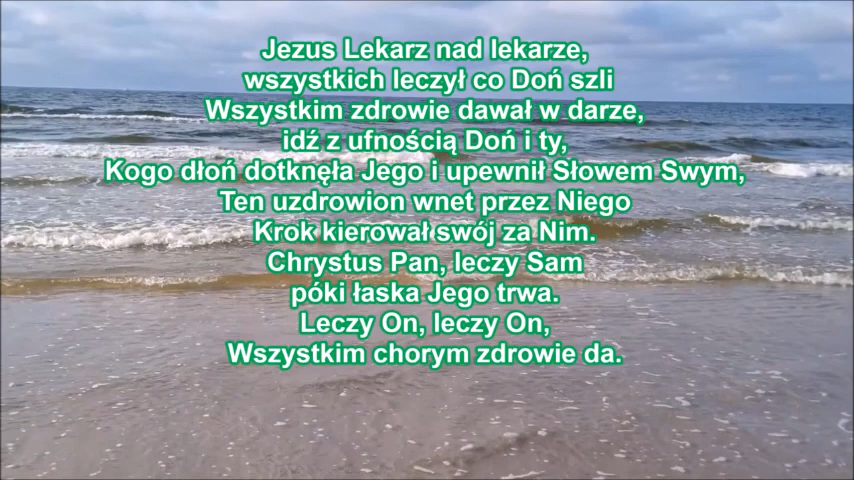 Jezus Lekarz nad lekarze,
wszystkich leczył co Doń szli
Wszystkim zdrowie dawał w darze,
idź z ufnością Doń i ty,
Kogo dłoń dotknęła Jego i upewnił Słowem Swym,
Ten uzdrowion wnet przez Niego
Krok kierował swój za Nim.
Chrystus Pan, leczy Sam
póki łaska Jego trwa.
Leczy On, leczy On,
Wszystkim chorym zdrowie da.